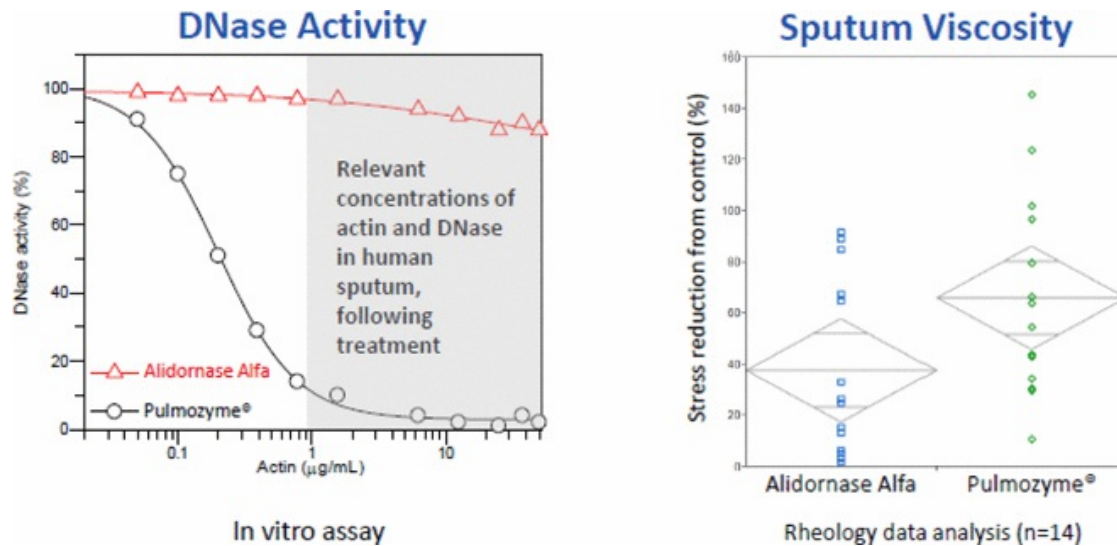 DNase Activity
100
80
60
40
20
0
DNase activity (%)
Relevant
concentrations of
actin and DNase
in human
sputum,
following
treatment
Alidornase Alfa
Pulmozyme®
0.1
1
10
Actin (μg/mL)
In vitro assay
Sputum Viscosity
160
140
120
100
80
60
40
20
0
Stress reduction from control (%)
Alidornase Alfa
Pulmozyme®
Rheology data analysis (n=14)